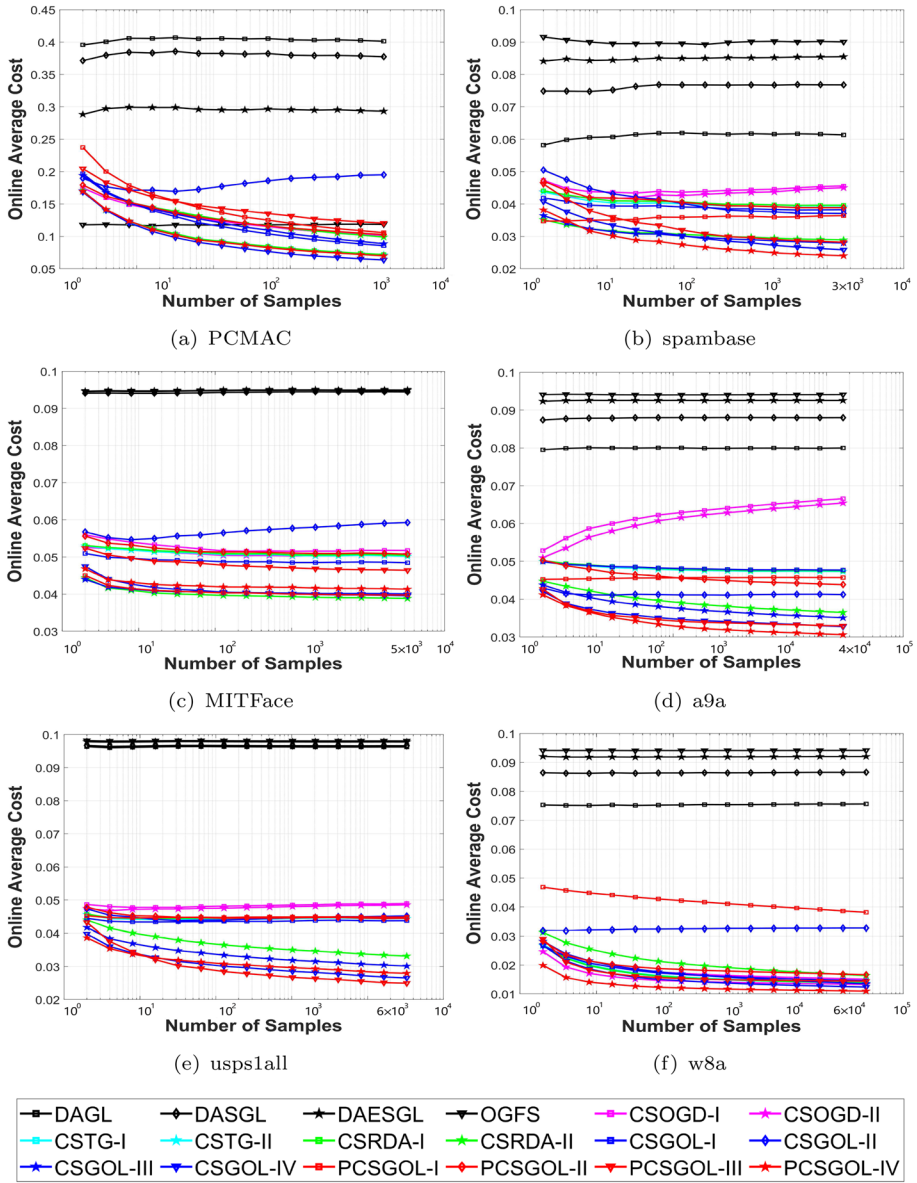 0.45
0.4
0.35
0.3
0.25
0.2
0.15
0.1
0.05
Online Average Cost
10^0 10^1 10^2 10^3 10^4
Number of Samples
(a) PCMAC
0.1
0.09
0.08
0.07
0.06
0.05
0.04
0.03
0.02
Online Average Cost
10^0 10^1 10^2 10^3 3×10^3 10^4
Number of Samples
(b) spambase
0.1
0.09
0.08
0.07
0.06
0.05
0.04
0.03
Online Average Cost
10^0 10^1 10^2 10^3 5×10^3 10^4
Number of Samples
(c) MITFace
0.1
0.09
0.08
0.07
0.06
0.05
0.04
0.03
Online Average Cost
10^0 10^1 10^2 10^3 10^4 4×10^4 10^5
Number of Samples
(d) a9a
0.1
0.09
0.08
0.07
0.06
0.05
0.04
0.03
0.02
Online Average Cost
10^0 10^1 10^2 10^3 6×10^3 10^4
Number of Samples
(e) usps1all
0.1
0.09
0.08
0.07
0.06
0.05
0.04
0.03
0.02
0.01
Online Average Cost
10^0 10^1 10^2 10^3 10^4 6×10^4 10^5
Number of Samples
(f) w8a
DAGL DASGL DAESGL OGFS CSOGD-I CSOGD-II
CSTG-I CSTG-II CSRDA-I CSRDA-II CSGOL-I CSGOL-II
CSGOL-III CSGOL-IV PCSGOL-I PCSGOL-II PCSGOL-III PCSGOL-IV